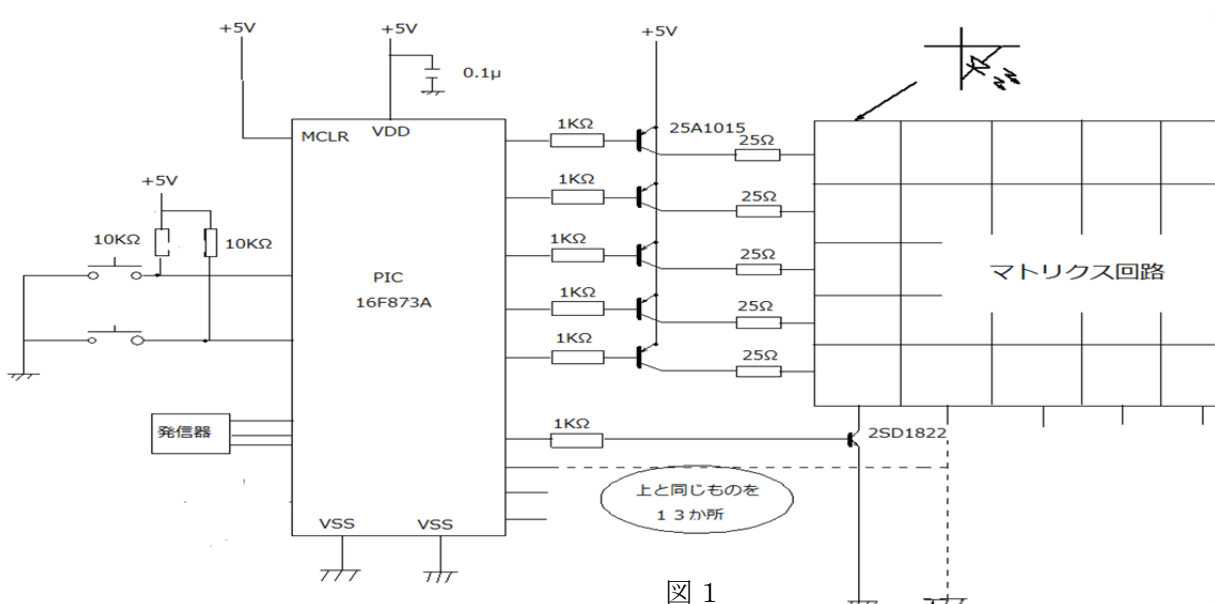 +5V
+5V
+5V
0.1μ
MCLR
VDD
1KΩ
25A1015
25Ω
+5V
1KΩ
25Ω
10KΩ
10KΩ
1KΩ
25Ω
マトリクス回路
PIC
16F873A
1KΩ
25Ω
1KΩ
25Ω
発信器
1KΩ
2SD1822
上と同じものを
13か所
VSS
VSS
図1